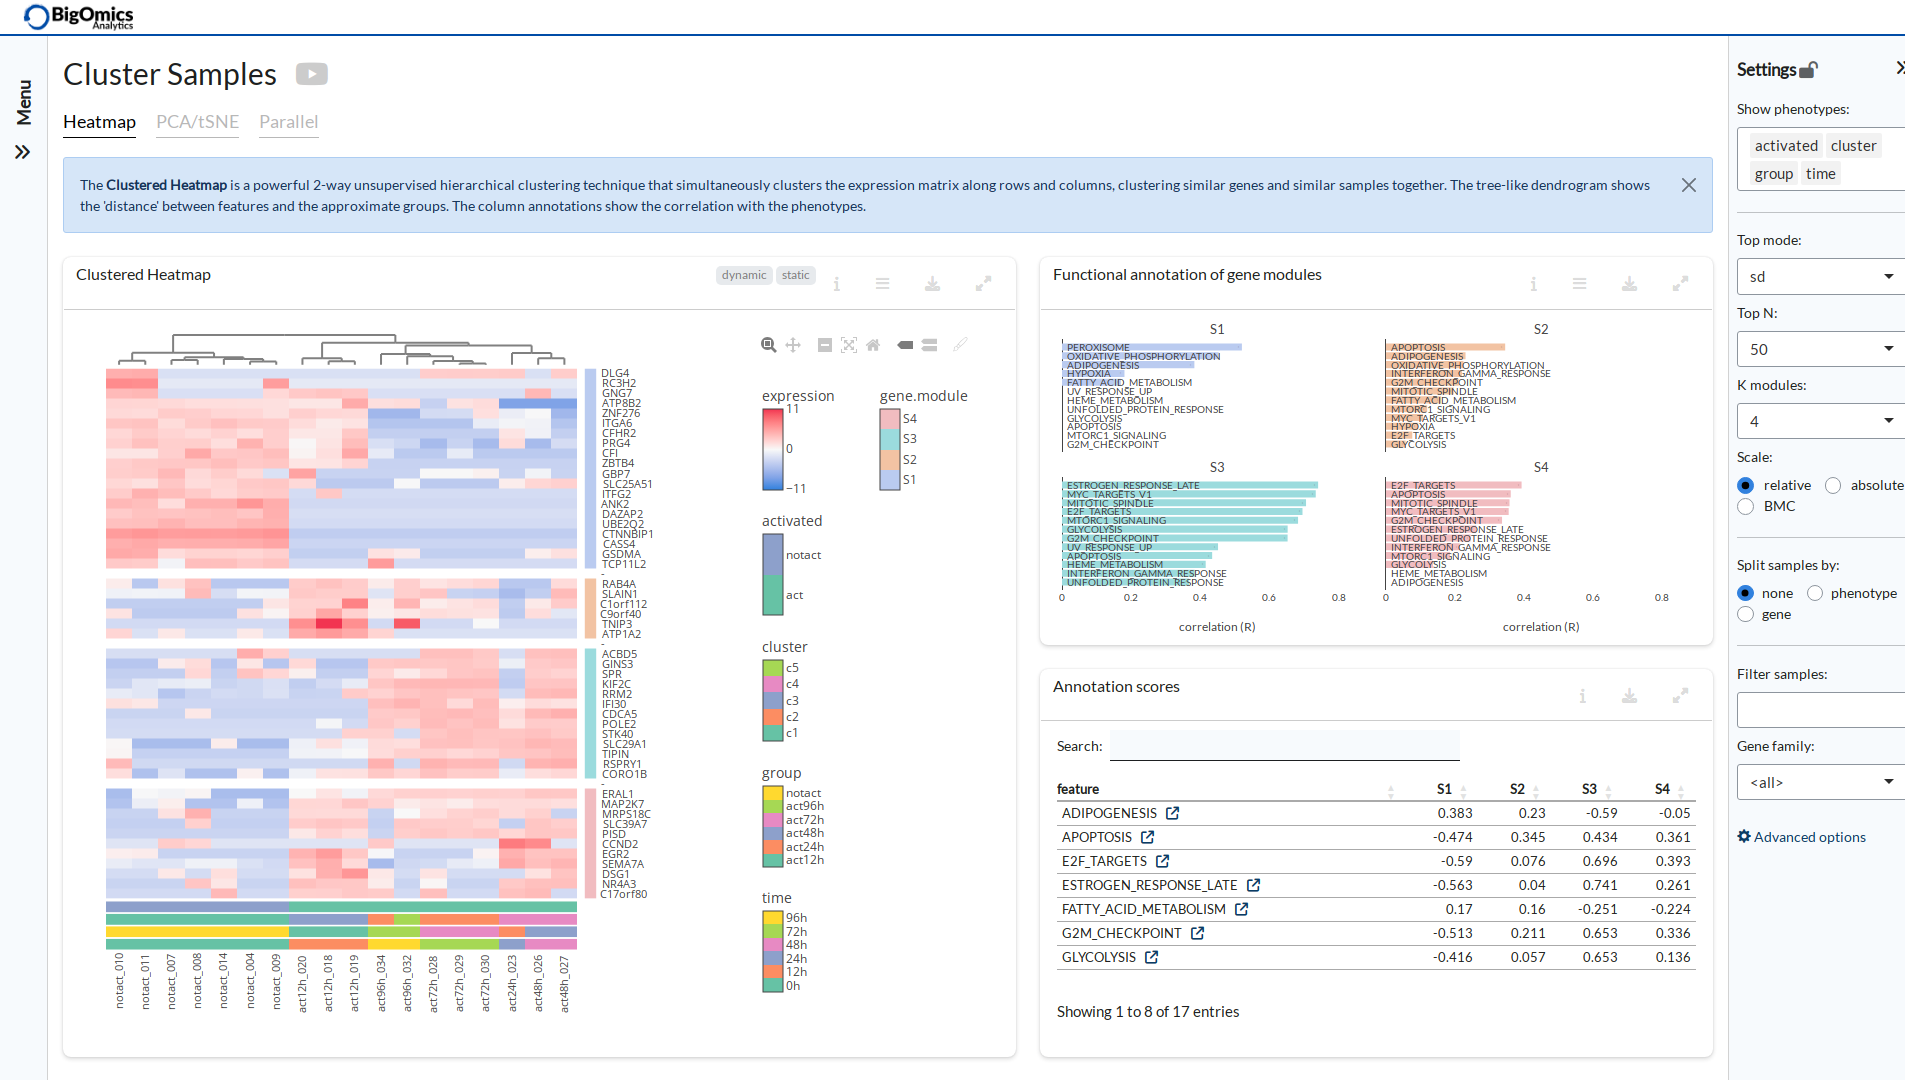 BigOmics
Analytics
Menu
Cluster Samples
Heatmap PCA/tSNE Parallel
The Clustered Heatmap is a powerful 2-way unsupervised hierarchical clustering technique that simultaneously clusters the expression matrix along rows and columns, clustering similar genes and similar samples together. The tree-like dendrogram shows
the 'distance' between features and the approximate groups. The column annotations show the correlation with the phenotypes.
Clustered Heatmap
dynamic static
DLG4
RC3H2
GNG7
ATP8B2
ZNF276
ITGA6
CFHR2
PRG4
CFI
ZBTB4
GBP7
SLC25A51
ITFG2
ANK2
DAZAP2
UBE2Q2
CTNNBIP1
CASS4
GSDMA
TCP11L2
RAB4A
SLAIN1
C1orf112
C9orf40
TNIP3
ATP1A2
ACBD5
GINS3
SPR
KIF2C
RRM2
IFI30
CDCA5
POLE2
STK40
SLC29A1
TIPIN
RSPRY1
CORO1B
ERAL1
MAP2K7
MRPS18C
SLC39A7
PISD
CCND2
EGR2
SEMA7A
DSG1
NR4A3
C17orf80
notact_010
notact_011
notact_007
notact_008
notact_014
notact_004
notact_009
act12h_020
act12h_018
act12h_019
act96h_034
act96h_032
act72h_028
act72h_029
act72h_030
act24h_023
act48h_026
act48h_027
expression
11
0
−11
gene.module
S4
S3
S2
S1
activated
notact
act
cluster
c5
c4
c3
c2
c1
group
notact
act96h
act72h
act48h
act24h
act12h
time
96h
72h
48h
24h
12h
0h
Functional annotation of gene modules
S1
PEROXISOME
OXIDATIVE_PHOSPHORYLATION
ADIPOGENESIS
HYPOXIA
FATTY_ACID_METABOLISM
UV_RESPONSE_UP
HEME_METABOLISM
UNFOLDED_PROTEIN_RESPONSE
GLYCOLYSIS
APOPTOSIS
MTORC1_SIGNALING
G2M_CHECKPOINT
S2
APOPTOSIS
ADIPOGENESIS
OXIDATIVE_PHOSPHORYLATION
INTERFERON_GAMMA_RESPONSE
G2M_CHECKPOINT
MITOTIC_SPINDLE
FATTY_ACID_METABOLISM
MTORC1_SIGNALING
MYC_TARGETS_V1
HYPOXIA
E2F_TARGETS
GLYCOLYSIS
S3
ESTROGEN_RESPONSE_LATE
MYC_TARGETS_V1
MITOTIC_SPINDLE
E2F_TARGETS
MTORC1_SIGNALING
GLYCOLYSIS
G2M_CHECKPOINT
UV_RESPONSE_UP
APOPTOSIS
HEME_METABOLISM
INTERFERON_GAMMA_RESPONSE
UNFOLDED_PROTEIN_RESPONSE
0 0.2 0.4 0.6 0.8
correlation (R)
S4
E2F_TARGETS
APOPTOSIS
MITOTIC_SPINDLE
MYC_TARGETS_V1
G2M_CHECKPOINT
ESTROGEN_RESPONSE_LATE
UNFOLDED_PROTEIN_RESPONSE
INTERFERON_GAMMA_RESPONSE
MTORC1_SIGNALING
GLYCOLYSIS
HEME_METABOLISM
ADIPOGENESIS
0 0.2 0.4 0.6 0.8
correlation (R)
Annotation scores
Search:
feature S1 S2 S3 S4
ADIPOGENESIS 0.383 0.23 -0.59 -0.05
APOPTOSIS -0.474 0.345 0.434 0.361
E2F_TARGETS -0.59 0.076 0.696 0.393
ESTROGEN_RESPONSE_LATE -0.563 0.04 0.741 0.261
FATTY_ACID_METABOLISM 0.17 0.16 -0.251 -0.224
G2M_CHECKPOINT -0.513 0.211 0.653 0.336
GLYCOLYSIS -0.416 0.057 0.653 0.136
Showing 1 to 8 of 17 entries
Settings
Show phenotypes:
activated cluster
group time
Top mode:
sd
Top N:
50
K modules:
4
Scale:
relative absolute
BMC
Split samples by:
none phenotype
gene
Filter samples:
Gene family:
<all>
Advanced options